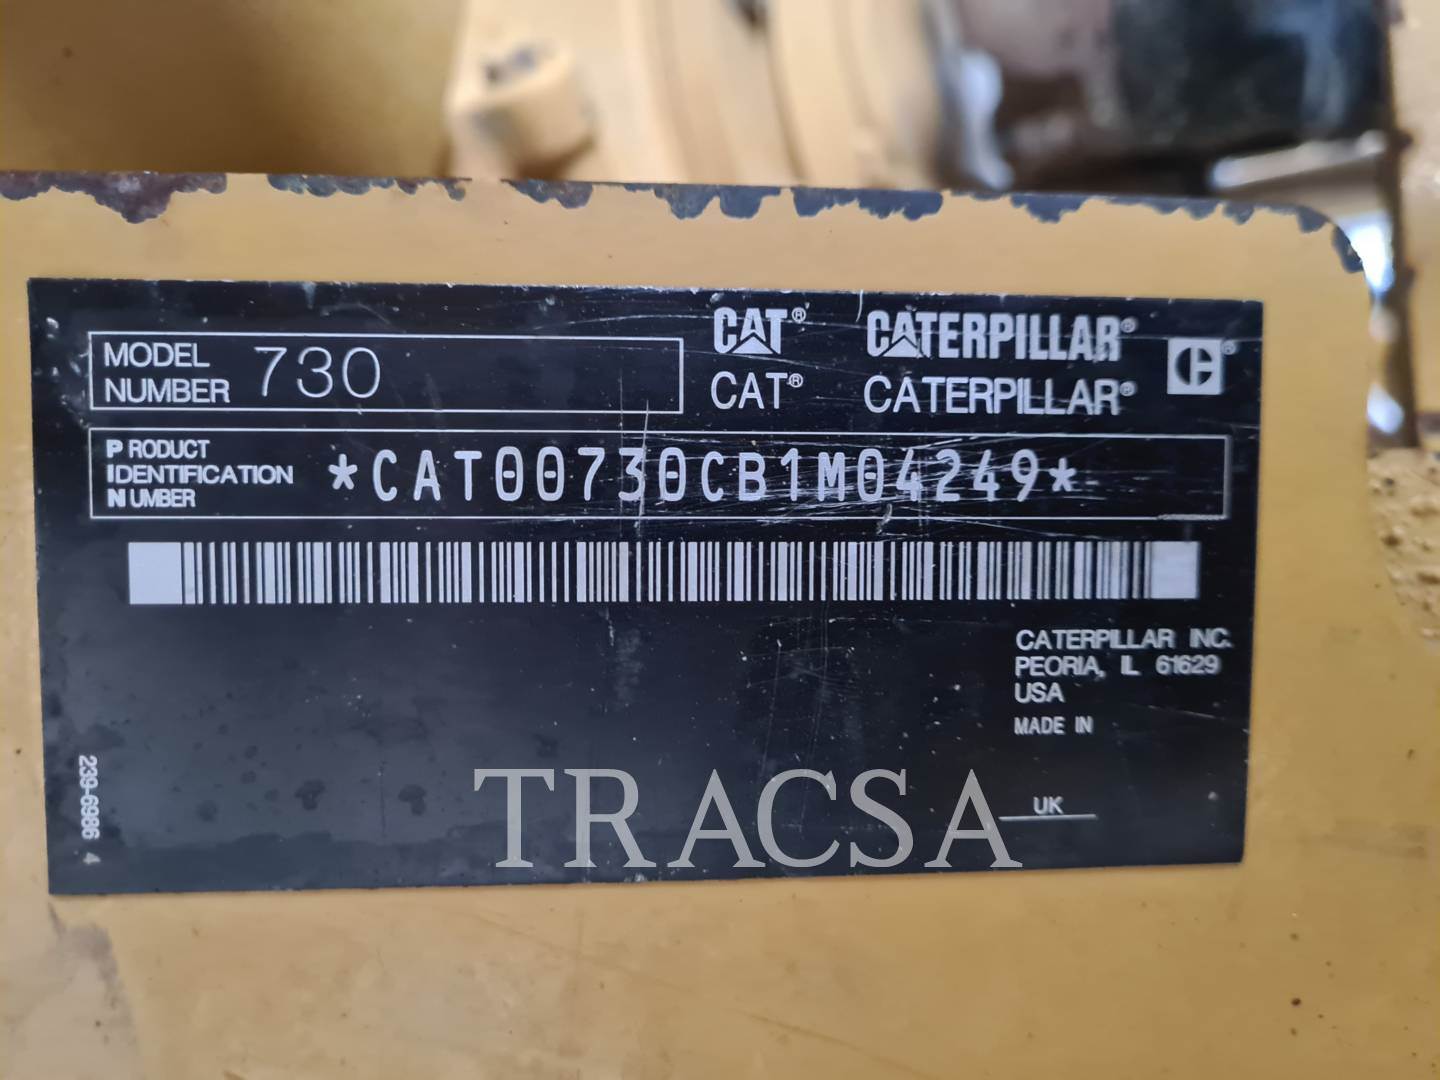 MODEL
NUMBER 730
CAT® CATERPILLAR®
CAT® CATERPILLAR®
PRODUCT
IDENTIFICATION
NUMBER
*CAT00730CB1M04249*
CATERPILLAR INC.
PEORIA, IL 61629
USA
MADE IN
UK
239-6986 4
TRACSA